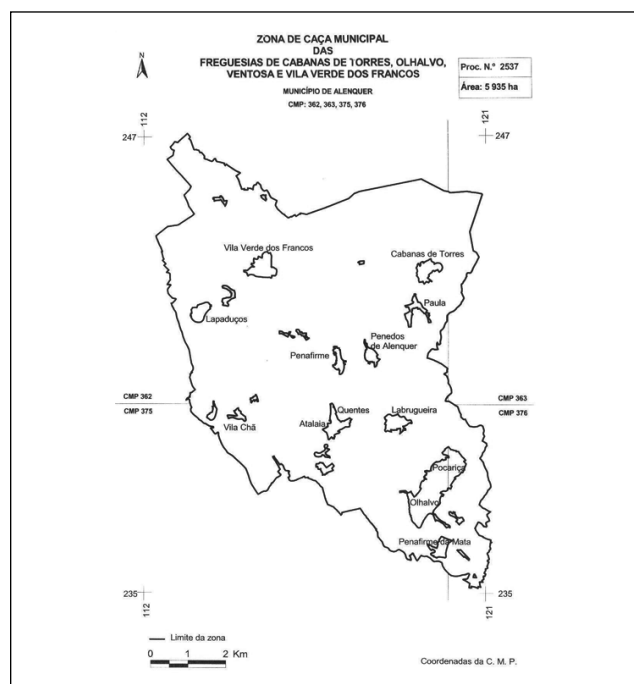 ZONA DE CAÇA MUNICIPAL
DAS
FREGUESIAS DE CABANAS DE TORRES, OLHALVO,
VENTOSA E VILA VERDE DOS FRANCOS
MUNICÍPIO DE ALENQUER
CMP: 362, 363, 375, 376
Proc. N.º 2537
Área: 5 935 ha
N
112
121
247
247
Vila Verde dos Francos
Cabanas de Torres
Lapaduços
Paula
Penedos
de Alenquer
Penafirme
CMP 362
CMP 375
CMP 363
CMP 376
Quentes
Labrugueira
Atalaia
Vila Chã
Pocariça
Olhalvo
Penafirme da Mata
235
235
112
121
Limite da zona
0 1 2 Km
Coordenadas da C. M. P.